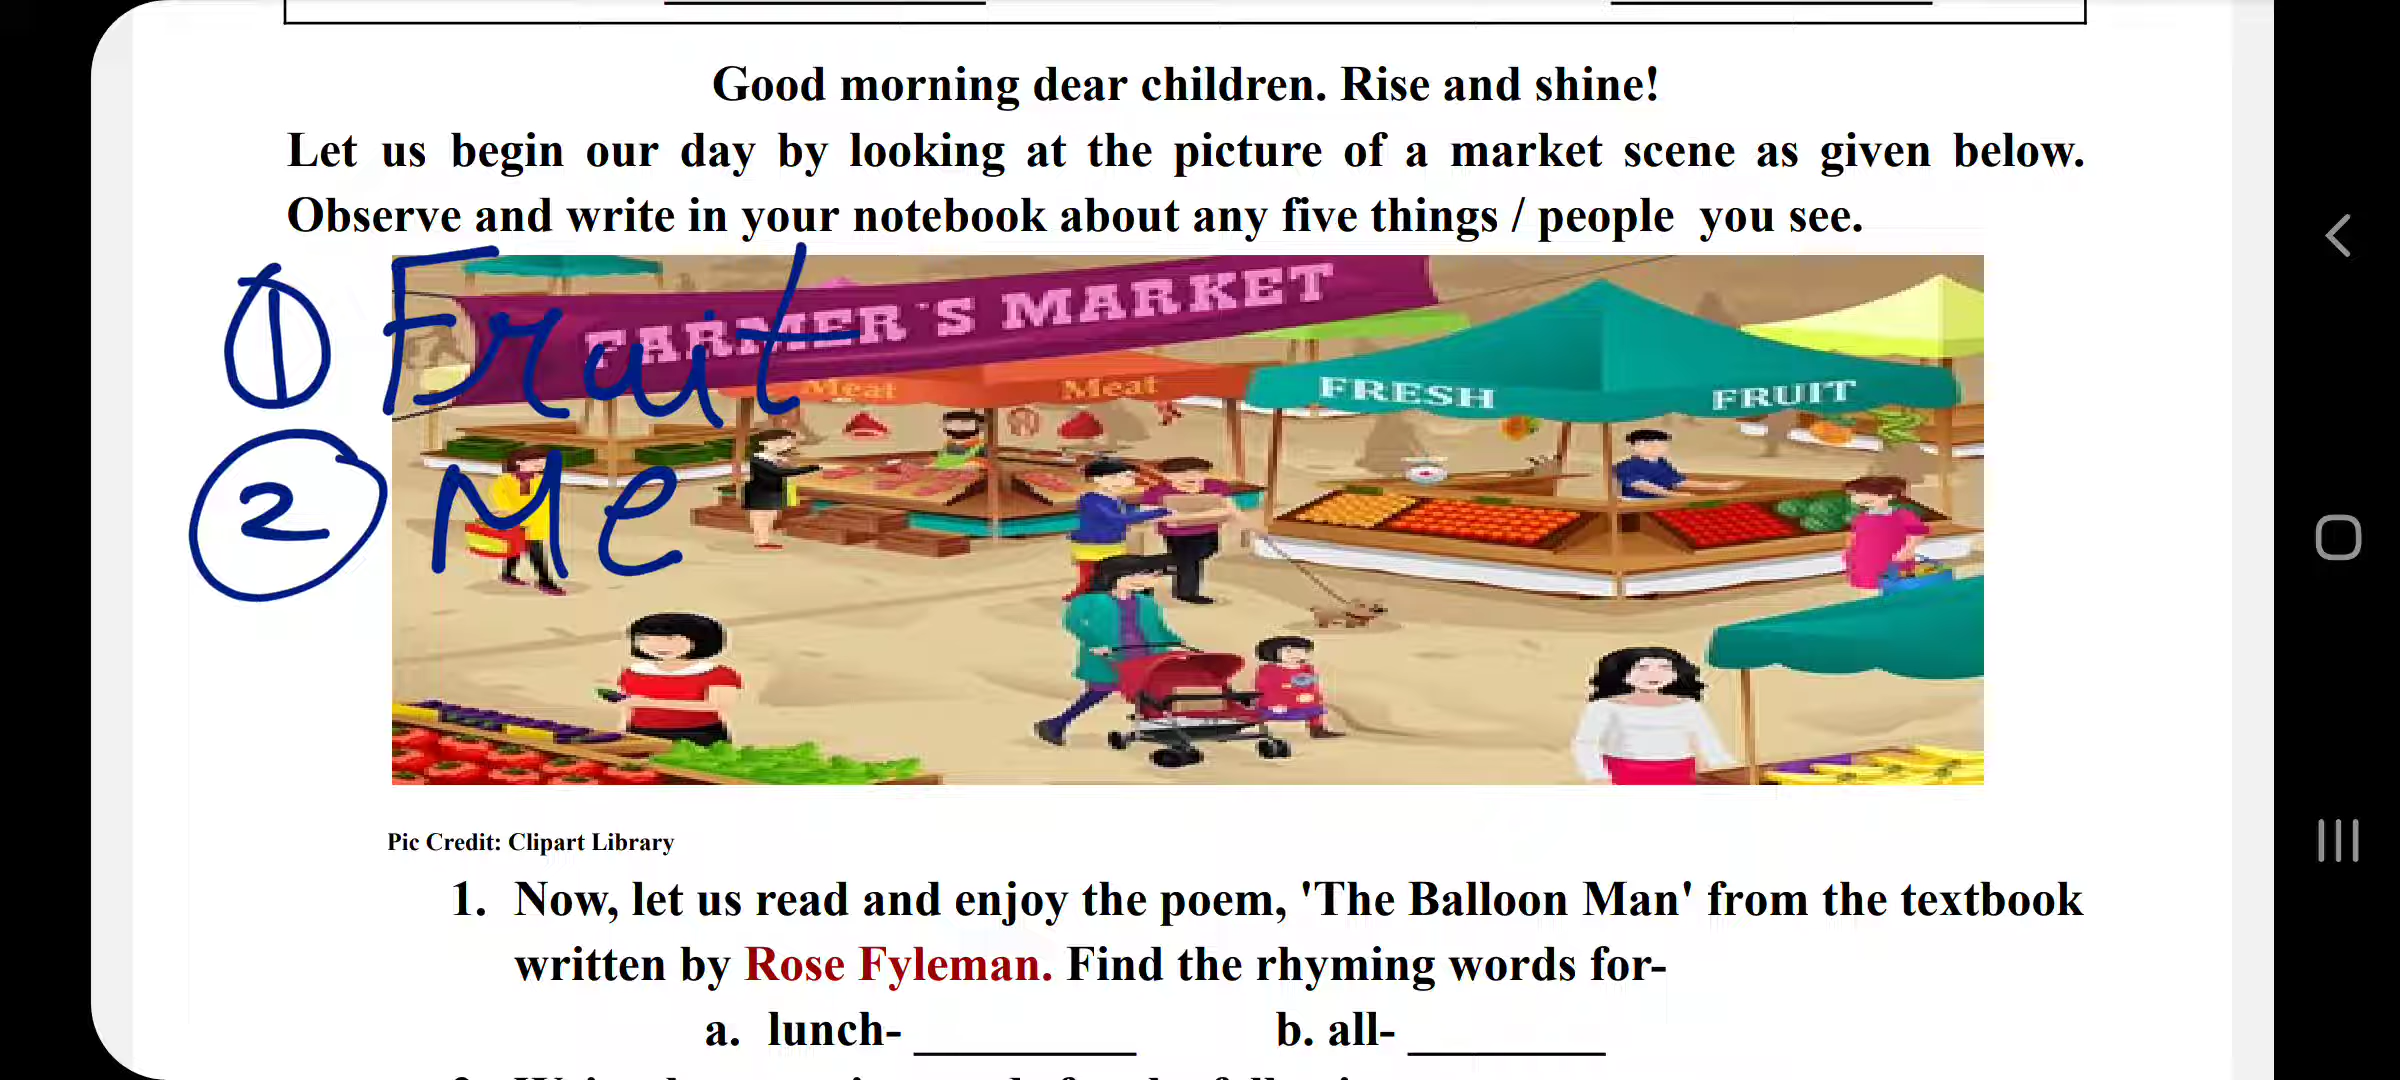 Good morning dear children. Rise and shine!
Let us begin our day by looking at the picture of a market scene as given below.
Observe and write in your notebook about any five things / people you see.
① Fruit
② Me
FARMER'S MARKET
Meat Meat
FRESH FRUIT
Pic Credit: Clipart Library
1. Now, let us read and enjoy the poem, 'The Balloon Man' from the textbook
written by Rose Fyleman. Find the rhyming words for-
a. lunch- ________ b. all- ________